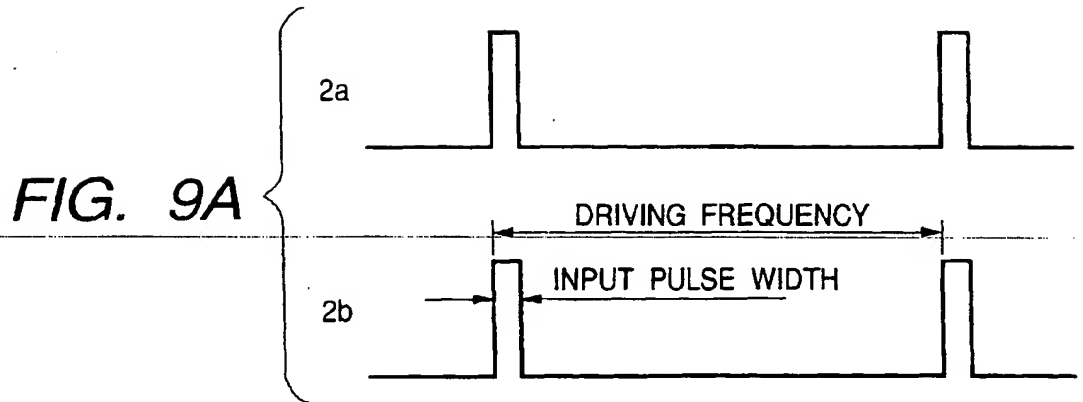 2a
FIG. 9A
DRIVING FREQUENCY
INPUT PULSE WIDTH
2b